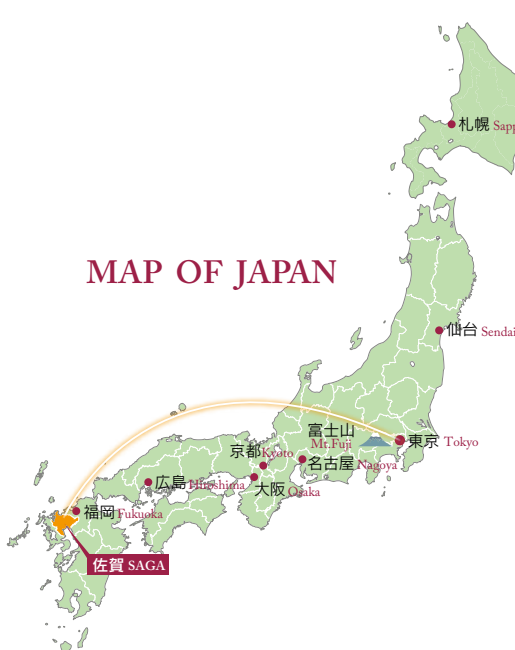 札幌 Sapp
MAP OF JAPAN
仙台 Sendai
富士山
Mt.Fuji
東京 Tokyo
京都 Kyoto
名古屋 Nagoya
広島 Hiroshima
大阪 Osaka
福岡 Fukuoka
佐賀 SAGA